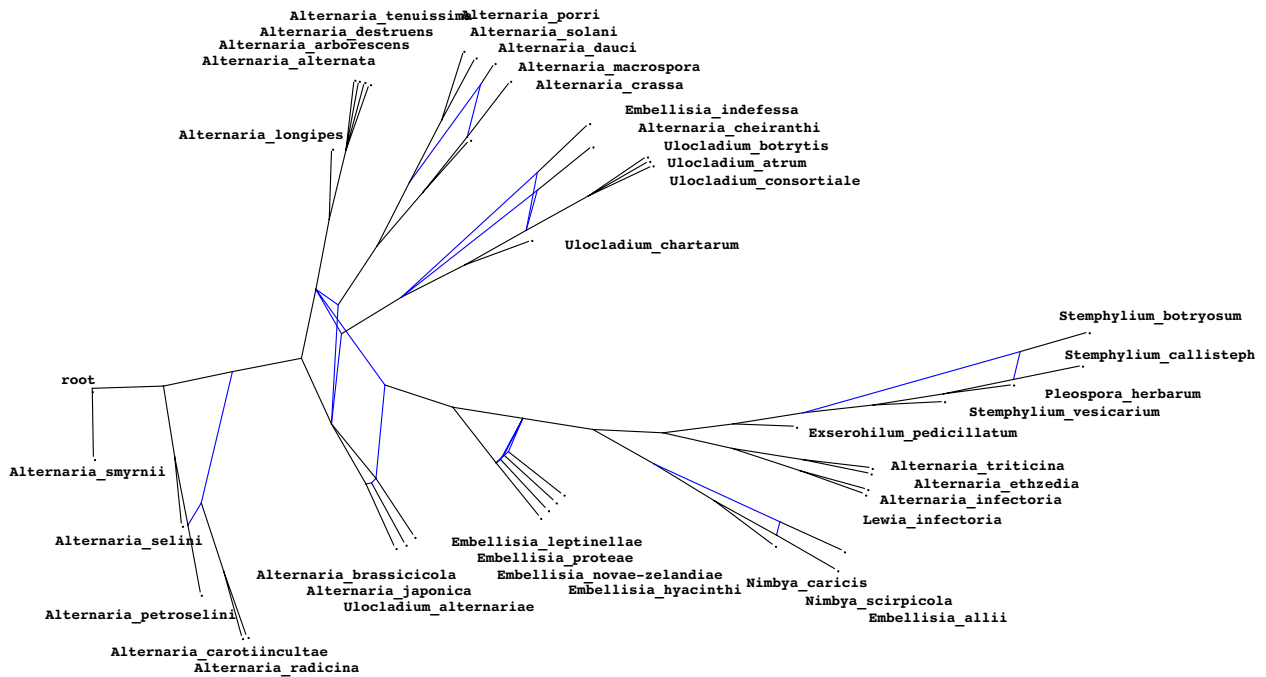 Alternaria_tenuissima
Alternaria_porri
Alternaria_destruens
Alternaria_solani
Alternaria_arborescens
Alternaria_dauci
Alternaria_alternata
Alternaria_macrospora
Alternaria_crassa
Embellisia_indefessa
Alternaria_cheiranthi
Alternaria_longipes
Ulocladium_botrytis
Ulocladium_atrum
Ulocladium_consortiale
Ulocladium_chartarum
Stemphylium_botryosum
Stemphylium_callisteph
root
Pleospora_herbarum
Stemphylium_vesicarium
Exserohilum_pedicillatum
Alternaria_smyrnii
Alternaria_triticina
Alternaria_ethzedia
Alternaria_infectoria
Lewia_infectoria
Alternaria_selini
Embellisia_leptinellae
Embellisia_proteae
Alternaria_brassicicola
Embellisia_novae-zelandiae
Nimbya_caricis
Alternaria_japonica
Embellisia_hyacinthi
Nimbya_scirpicola
Ulocladium_alternariae
Alternaria_petroselini
Embellisia_allii
Alternaria_carotiincultae
Alternaria_radicina